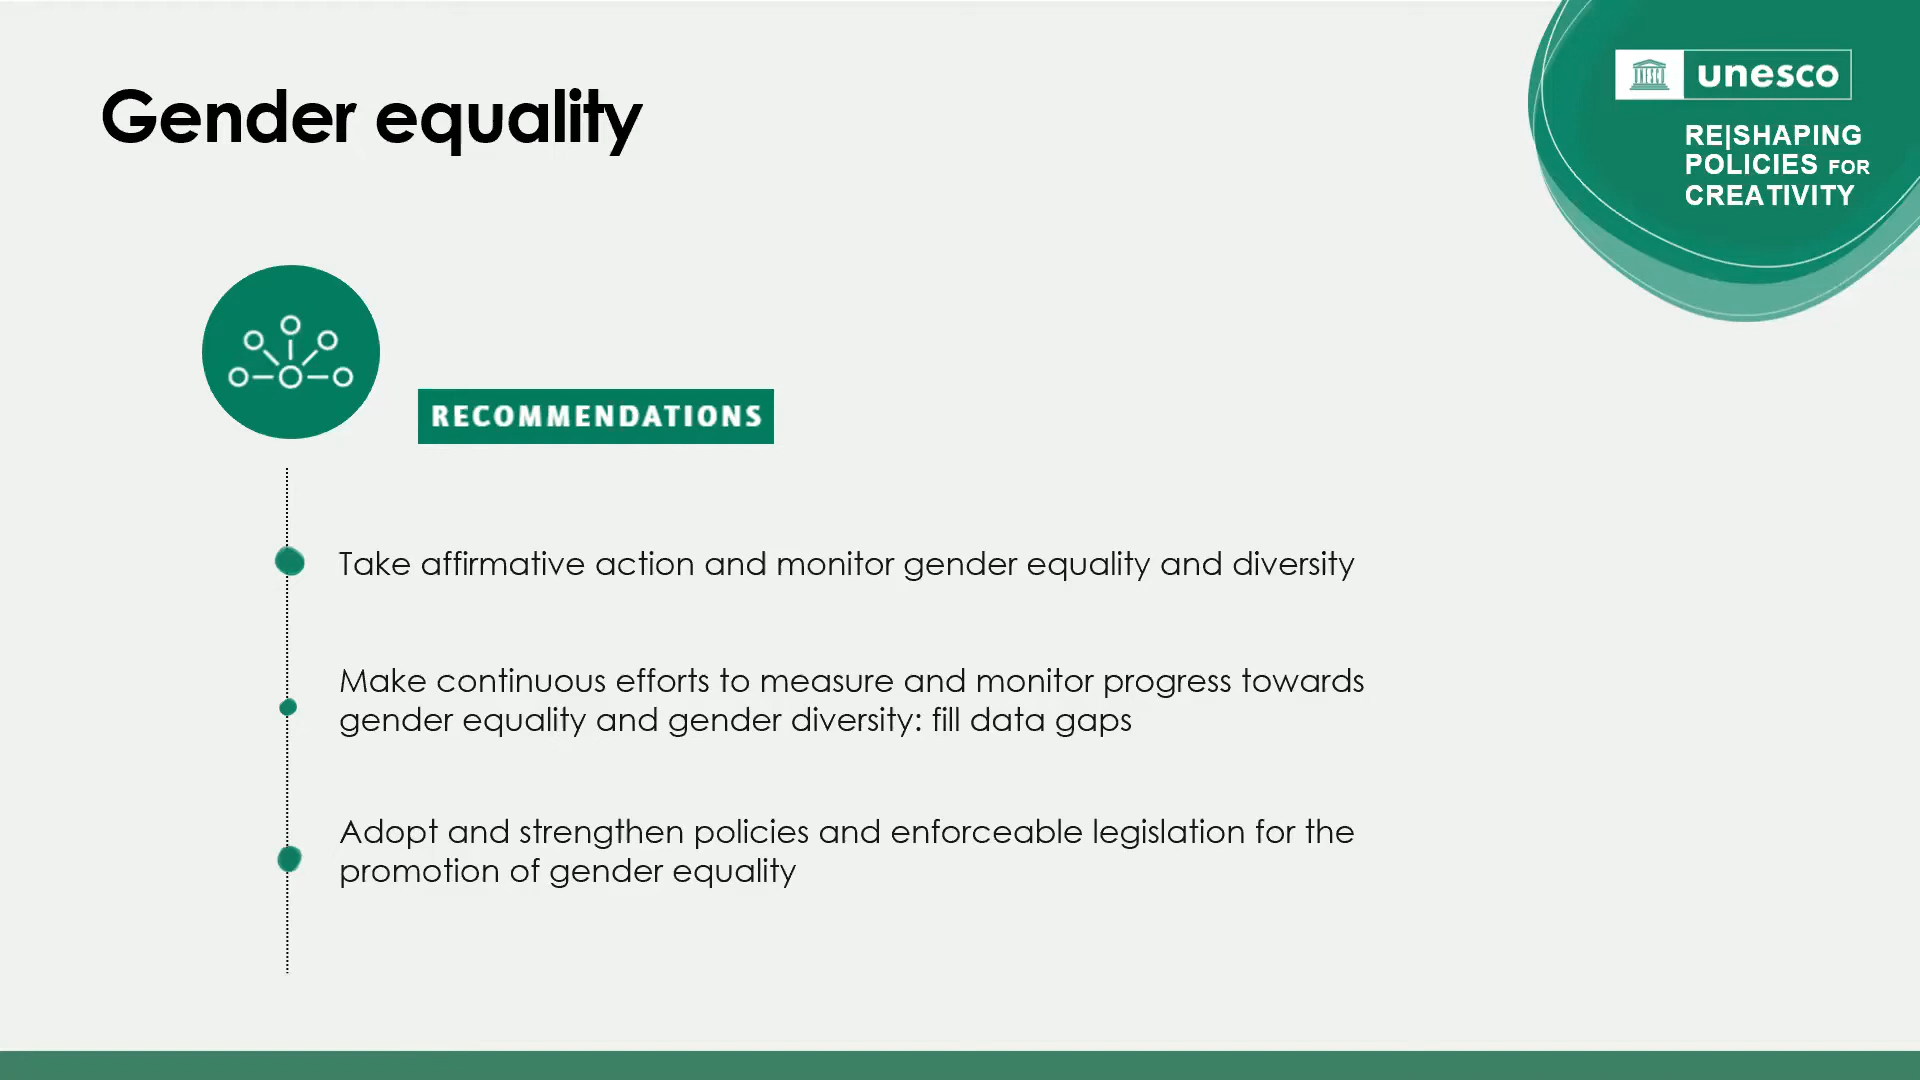 Gender equality
unesco
RE|SHAPING
POLICIES FOR
CREATIVITY
RECOMMENDATIONS
Take affirmative action and monitor gender equality and diversity
Make continuous efforts to measure and monitor progress towards
gender equality and gender diversity: fill data gaps
Adopt and strengthen policies and enforceable legislation for the
promotion of gender equality